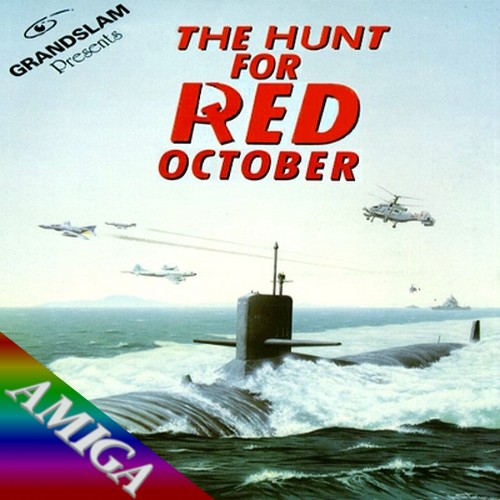 GRANDSLAM
Presents
THE HUNT
FOR
RED
OCTOBER
AMIGA